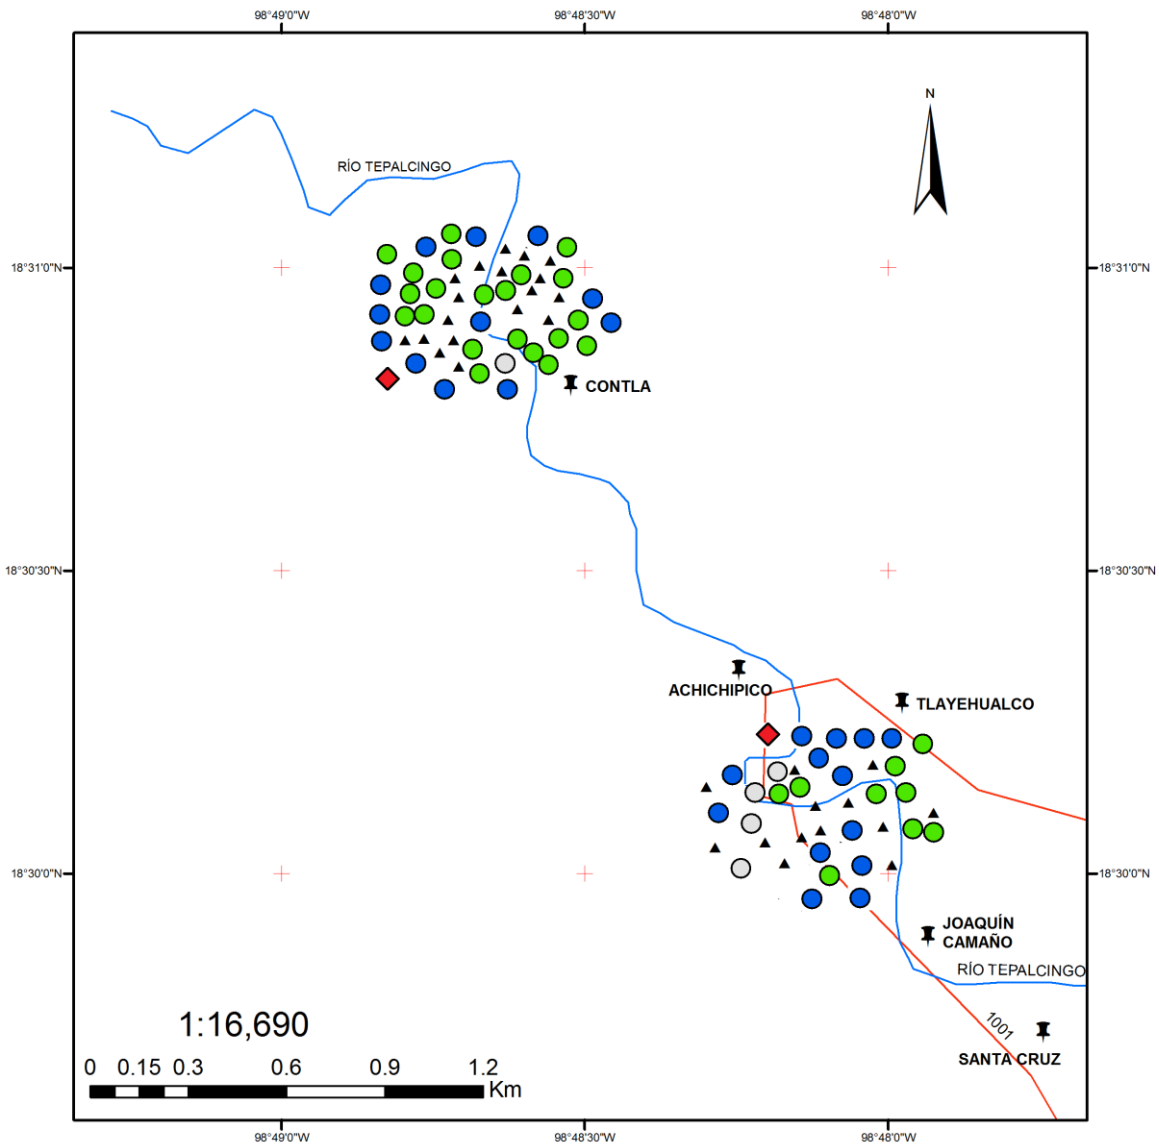 98°49'0"W 98°48'30"W 98°48'0"W
N
RÍO TEPALCINGO
18°31'0"N 18°31'0"N
CONTLA
18°30'30"N 18°30'30"N
ACHICHIPICO
TLAYEHUALCO
18°30'0"N 18°30'0"N
JOAQUÍN
CAMAÑO
RÍO TEPALCINGO
1001
1:16,690
SANTA CRUZ
0 0.15 0.3 0.6 0.9 1.2
Km
98°49'0"W 98°48'30"W 98°48'0"W